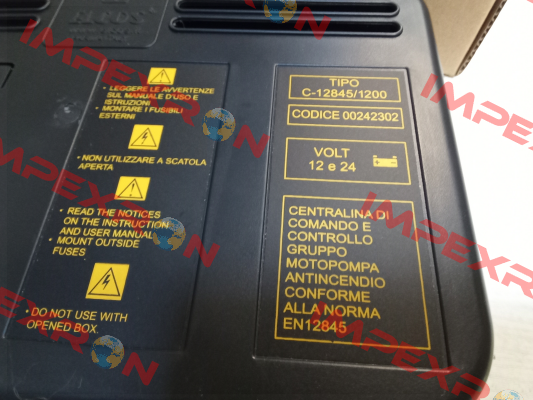 ELCOS
LEGGERE LE AVVERTENZE
SUL MANUALE D'USO E
ISTRUZIONI
MONTARE I FUSIBILI
ESTERNI
NON UTILIZZARE A SCATOLA
APERTA
READ THE NOTICES
ON THE INSTRUCTION
AND USER MANUAL
MOUNT OUTSIDE
FUSES
DO NOT USE WITH
OPENED BOX.
TIPO
C-12845/1200
CODICE 00242302
VOLT
12 e 24
CENTRALINA DI
COMANDO E
CONTROLLO
GRUPPO
MOTOPOMPA
ANTINCENDIO
CONFORME
ALLA NORMA
EN12845
IMPEXRON
IMPEXRON
IMPEXRON
IMPEXRON